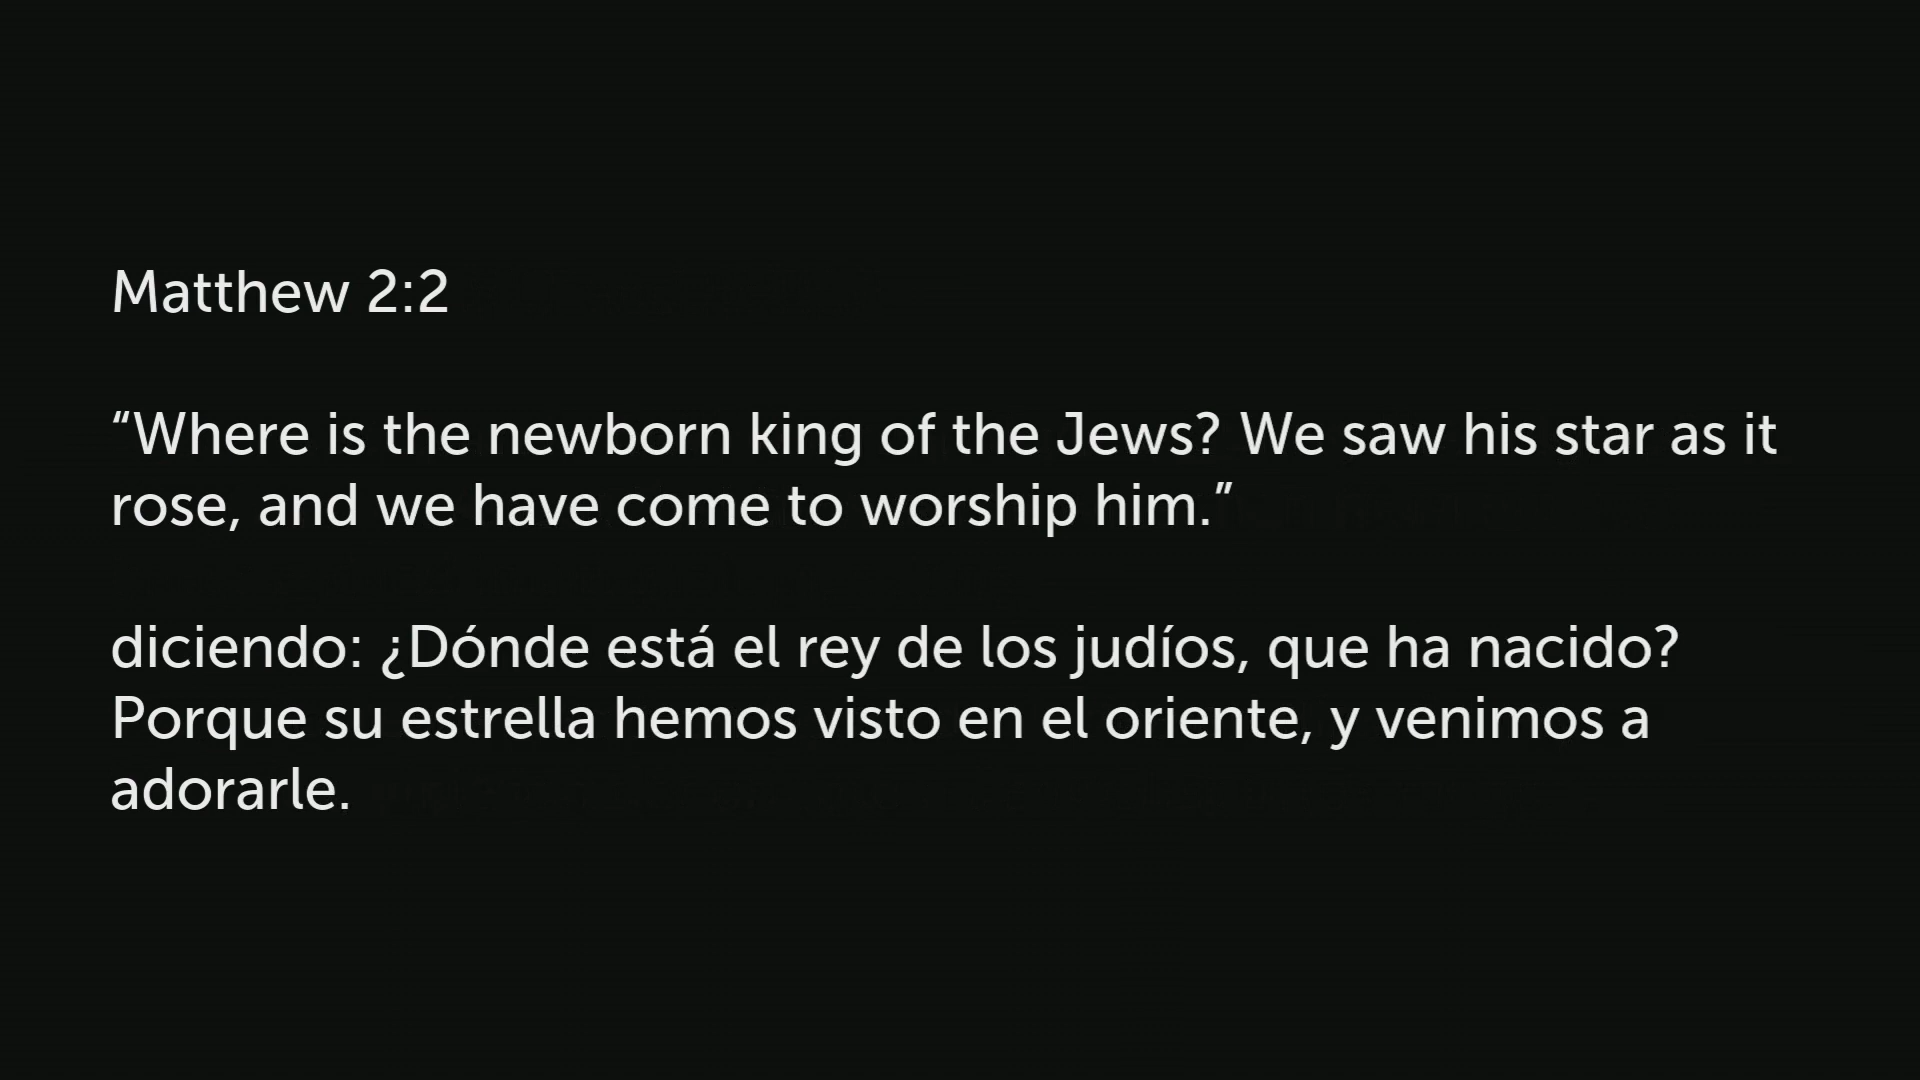 Matthew 2:2
“Where is the newborn king of the Jews? We saw his star as it
rose, and we have come to worship him.”
diciendo: ¿Dónde está el rey de los judíos, que ha nacido?
Porque su estrella hemos visto en el oriente, y venimos a
adorarle.